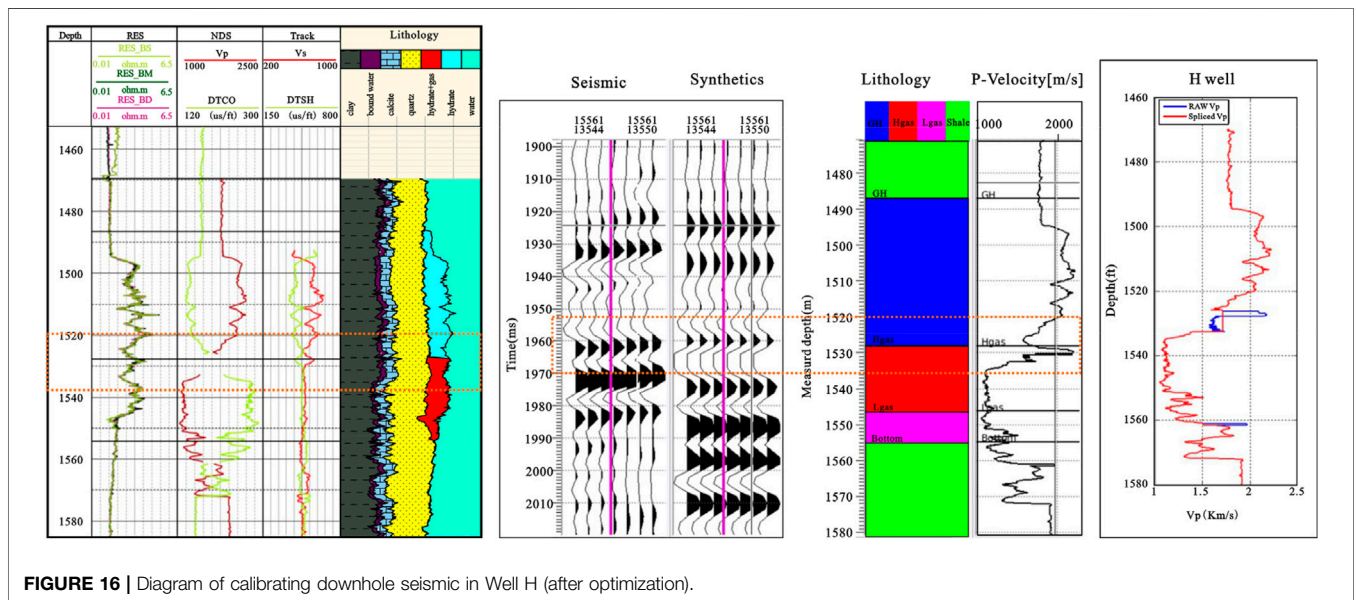 Depth RES NDS Track Lithology
RES_BS
0.01 ohm.m 6.5
RES_BM
0.01 ohm.m 6.5
RES_BD
0.01 ohm.m 6.5
Vp
1000 2500
DTCO
120 (us/ft) 300
Vs
200 1000
DTSH
150 (us/ft) 800
clay
bound water
calcite
quartz
hydrate+gas
hydrate
water
1460
1480
1500
1520
1540
1560
1580
Seismic Synthetics
15561 15561 15561 15561
13544 13550 13544 13550
Time(ms)
1900
1910
1920
1930
1940
1950
1960
1970
1980
1990
2000
2010
Lithology P-Velocity[m/s]
GH Hgas Lgas Shale
1000 2000
Measurd depth(m)
1480
1490
1500
1510
1520
1530
1540
1550
1560
1570
1580
GH
Hgas
Lgas
Bottom
GH
Hgas
Lgas
Bottom
H well
RAW Vp
Spliced Vp
Depth(ft)
1460
1480
1500
1520
1540
1560
1580
1 1.5 2 2.5
Vp (Km/s)
FIGURE 16 | Diagram of calibrating downhole seismic in Well H (after optimization).